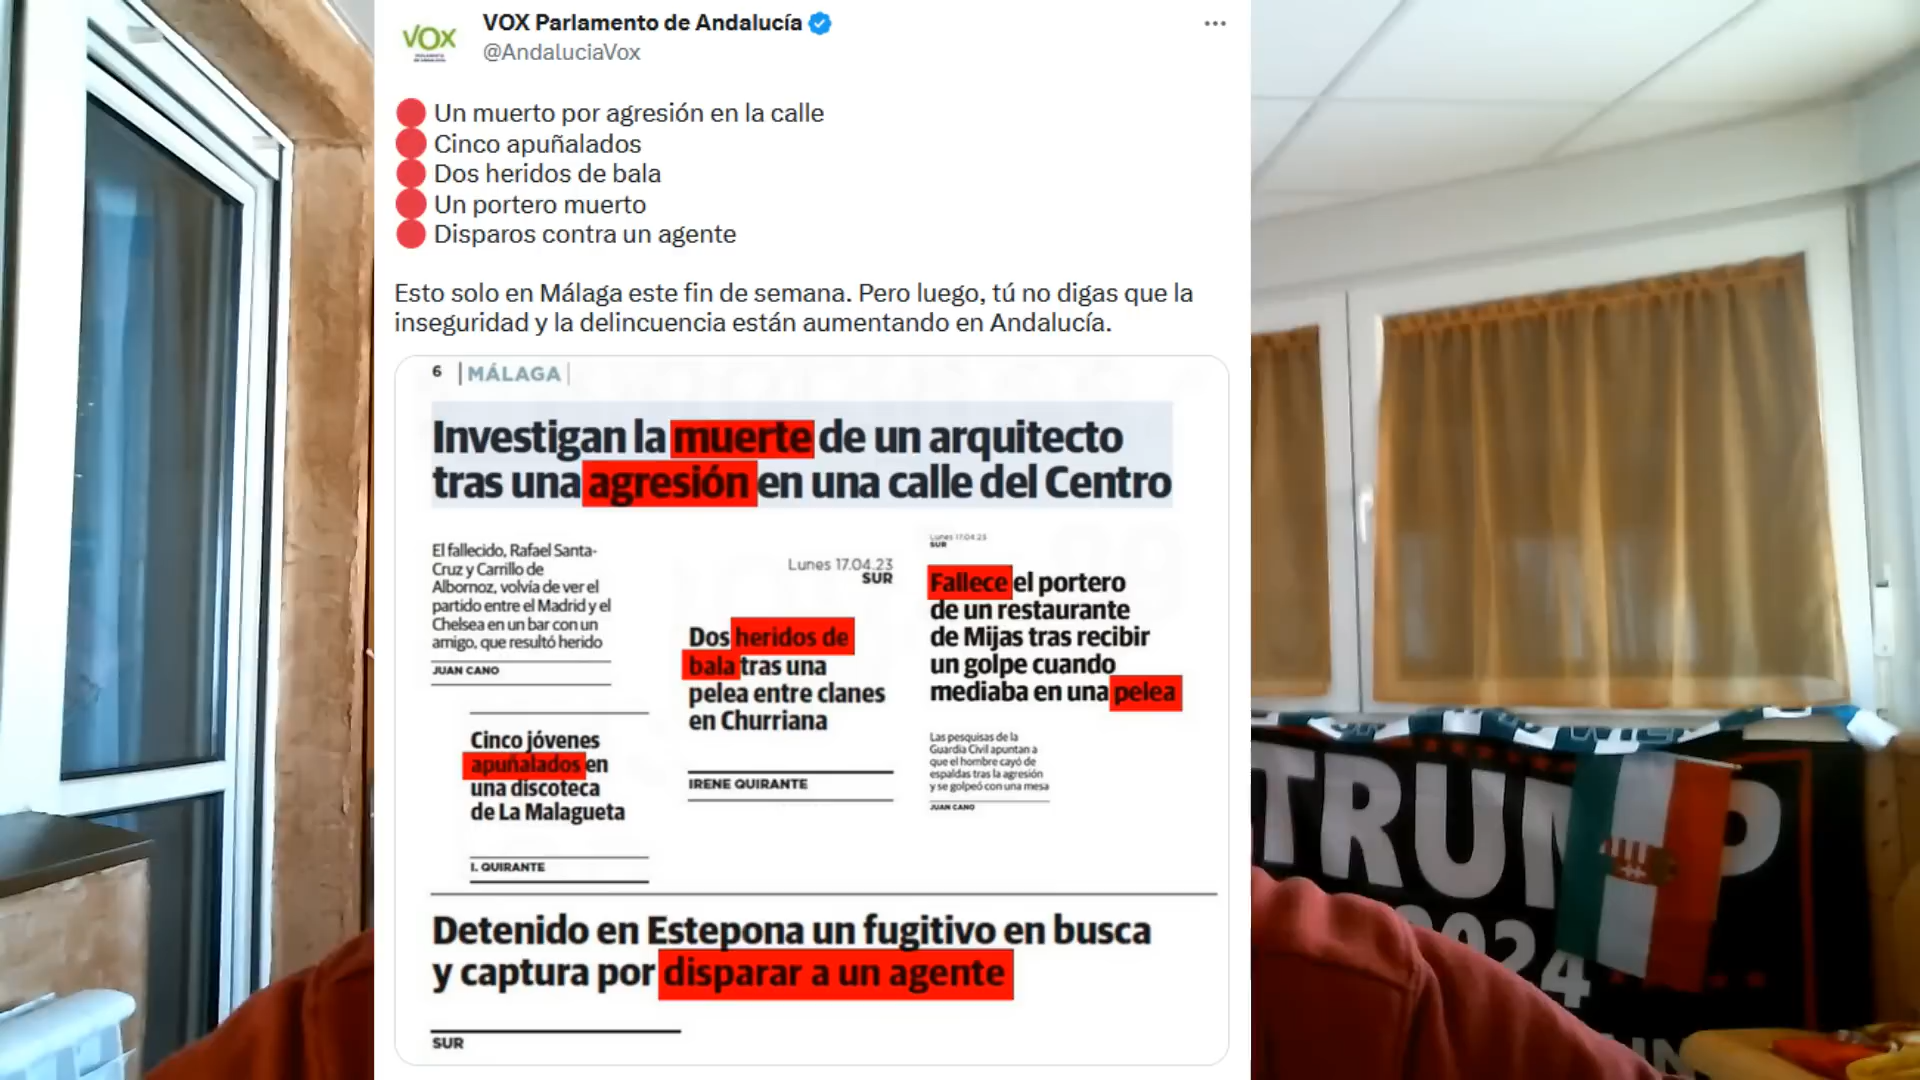 VOX Parlamento de Andalucía
VOX
@AndaluciaVox
Un muerto por agresión en la calle
Cinco apuñalados
Dos heridos de bala
Un portero muerto
Disparos contra un agente
Esto solo en Málaga este fin de semana. Pero luego, tú no digas que la
inseguridad y la delincuencia están aumentando en Andalucía.
6 | MÁLAGA |
Investigan la muerte de un arquitecto
tras una agresión en una calle del Centro
El fallecido, Rafael Santa-
Cruz y Carrillo de
Albornoz, volvía de ver el
partido entre el Madrid y el
Chelsea en un bar con un
amigo, que resultó herido
JUAN CANO
Cinco jóvenes
apuñalados en
una discoteca
de La Malagueta
I. QUIRANTE
Lunes 17.04.23
SUR
Dos heridos de
bala tras una
pelea entre clanes
en Churriana
IRENE QUIRANTE
Lunes 17.04.23
SUR
Fallece el portero
de un restaurante
de Mijas tras recibir
un golpe cuando
mediaba en una pelea
Las pesquisas de la
Guardia Civil apuntan a
que el hombre cayó de
espaldas tras la agresión
y se golpeó con una mesa
JUAN CANO
Detenido en Estepona un fugitivo en busca
y captura por disparar a un agente
SUR
TRUMP
024